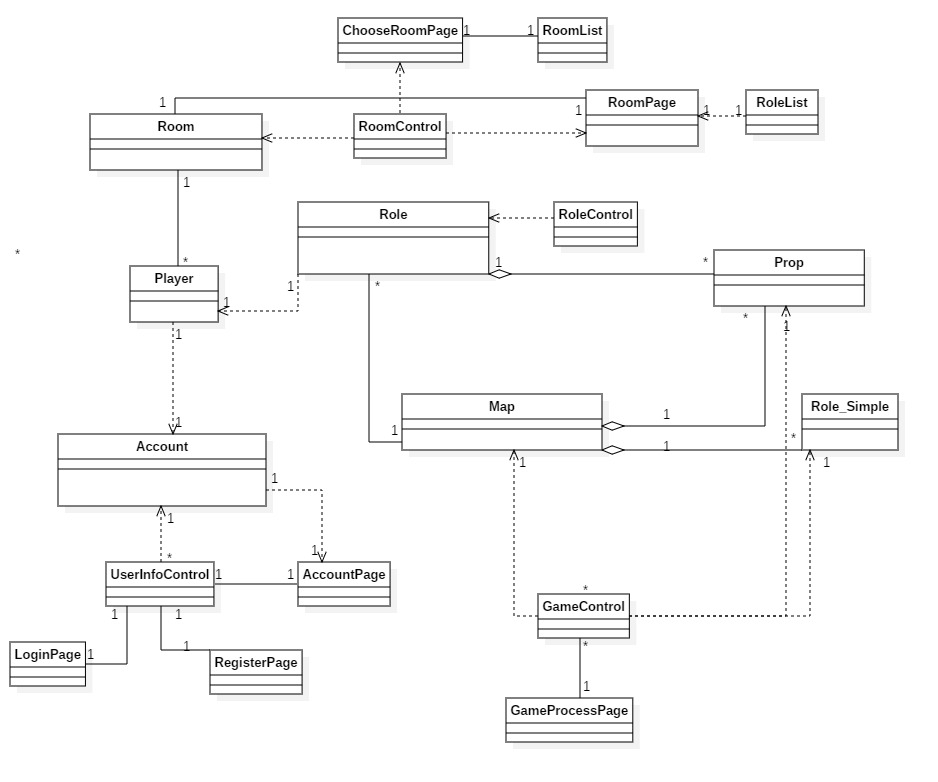 ChooseRoomPage 1 1 RoomList
1 RoomPage RoleList
1 1 1
Room RoomControl
1
Role RoleControl
*
* 1 * Prop
Player
1 1 *
1 * 1
1
Map Role_Simple
1
1 1 *
Account 1
1 1
1
1
* 1
UserInfoControl 1 1 AccountPage
* GameControl
1 1
LoginPage 1 1 *
RegisterPage
1
GameProcessPage